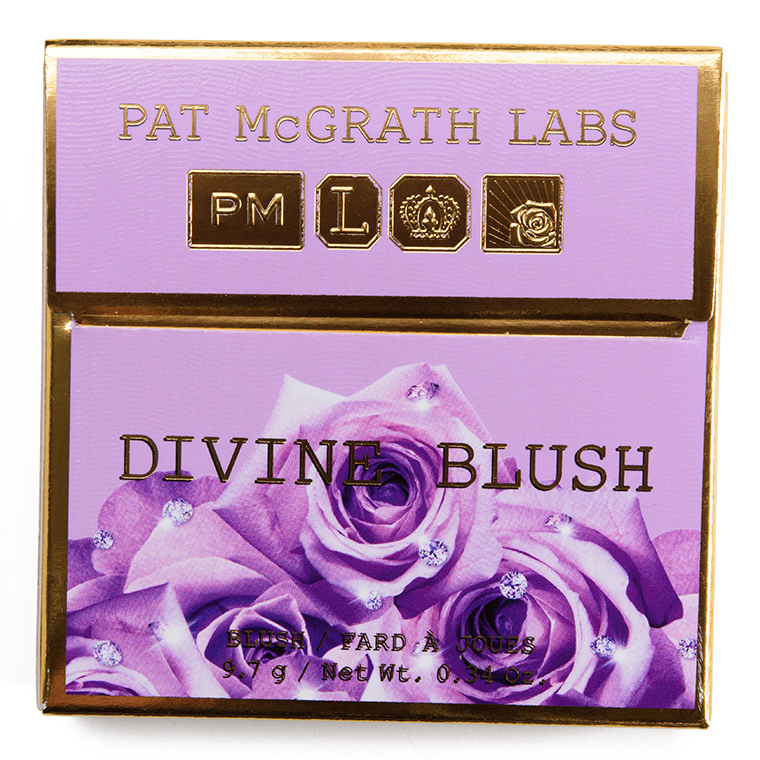 PAT McGRATH LABS
PM L
DIVINE BLUSH
BLUSH / FARD À JOUES
9.7 g / Net Wt. 0.34 Oz.